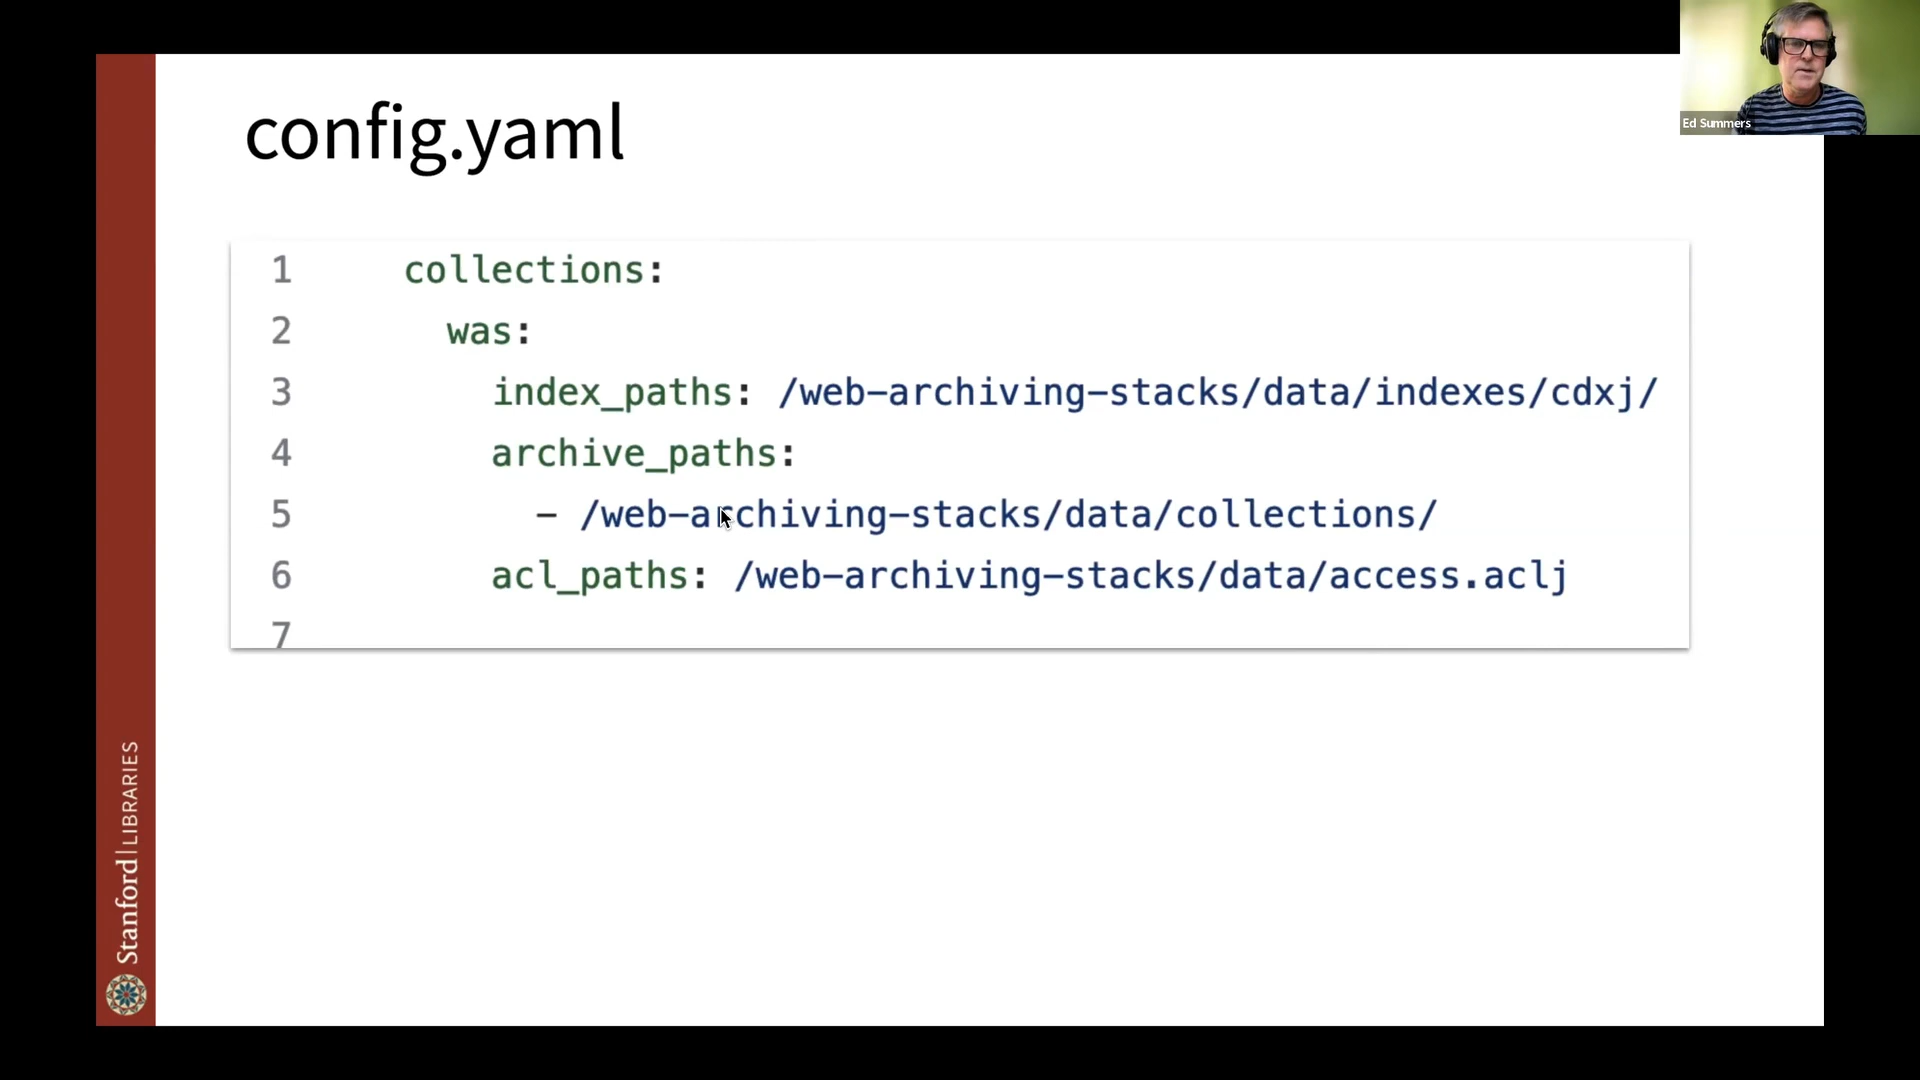 config.yaml
Ed Summers
1 collections:
2 was:
3 index_paths: /web-archiving-stacks/data/indexes/cdxj/
4 archive_paths:
5 - /web-archiving-stacks/data/collections/
6 acl_paths: /web-archiving-stacks/data/access.aclj
7
Stanford|LIBRARIES